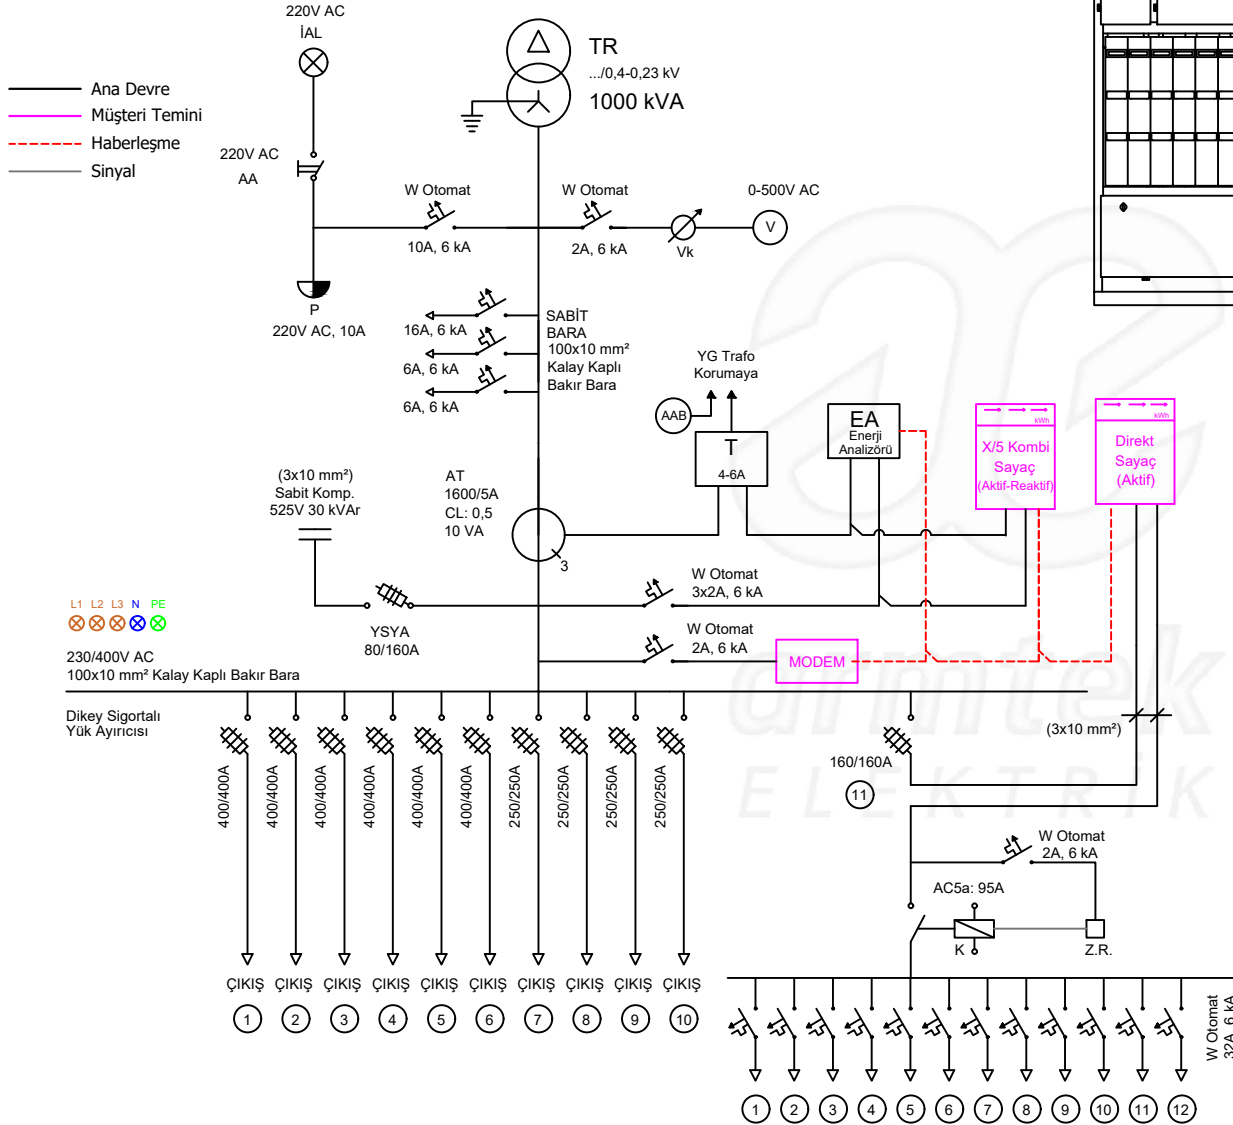 220V AC
İAL
TR
.../0,4-0,23 kV
1000 kVA
Ana Devre
Müşteri Temini
Haberleşme
Sinyal
220V AC
AA
W Otomat
10A, 6 kA
W Otomat
2A, 6 kA
Vk
0-500V AC
V
P
220V AC, 10A
16A, 6 kA
6A, 6 kA
6A, 6 kA
SABİT
BARA
100x10 mm²
Kalay Kaplı
Bakır Bara
YG Trafo
Korumaya
AAB
T
4-6A
EA
Enerji
Analizörü
kWh
X/5 Kombi
Sayaç
(Aktif-Reaktif)
kWh
Direkt
Sayaç
(Aktif)
(3x10 mm²)
Sabit Komp.
525V 30 kVAr
AT
1600/5A
CL: 0,5
10 VA
3
W Otomat
3x2A, 6 kA
YSYA
80/160A
W Otomat
2A, 6 kA
MODEM
L1 L2 L3 N PE
230/400V AC
100x10 mm² Kalay Kaplı Bakır Bara
Dikey Sigortalı
Yük Ayırıcısı
400/400A
400/400A
400/400A
400/400A
400/400A
400/400A
250/250A
250/250A
250/250A
250/250A
160/160A
11
(3x10 mm²)
armtek
ELEKTRİK
W Otomat
2A, 6 kA
AC5a: 95A
K
Z.R.
ÇIKIŞ ÇIKIŞ ÇIKIŞ ÇIKIŞ ÇIKIŞ ÇIKIŞ ÇIKIŞ ÇIKIŞ ÇIKIŞ ÇIKIŞ
1 2 3 4 5 6 7 8 9 10
W Otomat
32A, 6 kA
1 2 3 4 5 6 7 8 9 10 11 12